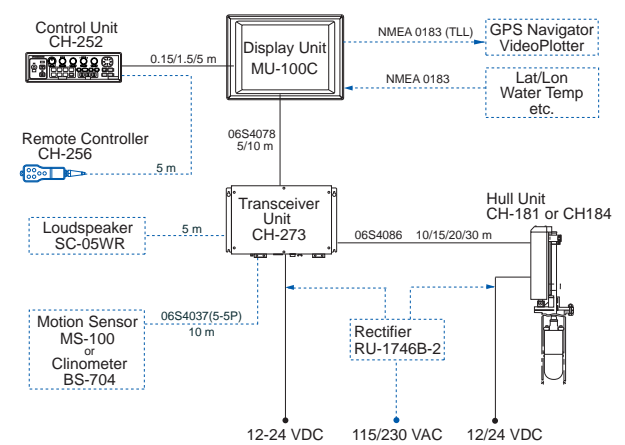 Control Unit
CH-252
0.15/1.5/5 m
Display Unit
MU-100C
NMEA 0183 (TLL)
GPS Navigator
VideoPlotter
NMEA 0183
Lat/Lon
Water Temp
etc.
Remote Controller
CH-256
5 m
06S4078
5/10 m
Transceiver
Unit
CH-273
Loudspeaker
SC-05WR
5 m
06S4086 10/15/20/30 m
Hull Unit
CH-181 or CH184
Motion Sensor
MS-100
or
Clinometer
BS-704
06S4037(5-5P)
10 m
Rectifier
RU-1746B-2
12-24 VDC
115/230 VAC
12/24 VDC